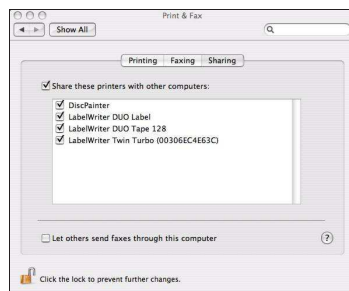 Print & Fax
Show All
Printing Faxing Sharing
Share these printers with other computers:
DiscPainter
LabelWriter DUO Label
LabelWriter DUO Tape 128
LabelWriter Twin Turbo (00306EC4E63C)
Let others send faxes through this computer
?
Click the lock to prevent further changes.